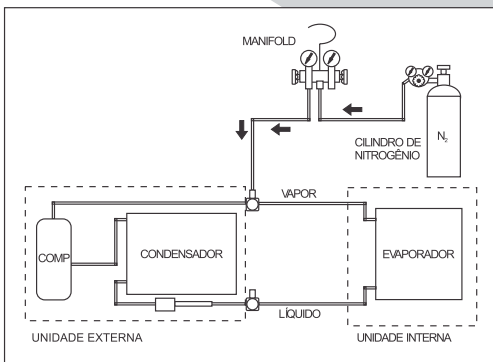 MANIFOLD
CILINDRO DE
NITROGÊNIO
N2
VAPOR
COMP
CONDENSADOR
EVAPORADOR
LÍQUIDO
UNIDADE EXTERNA
UNIDADE INTERNA